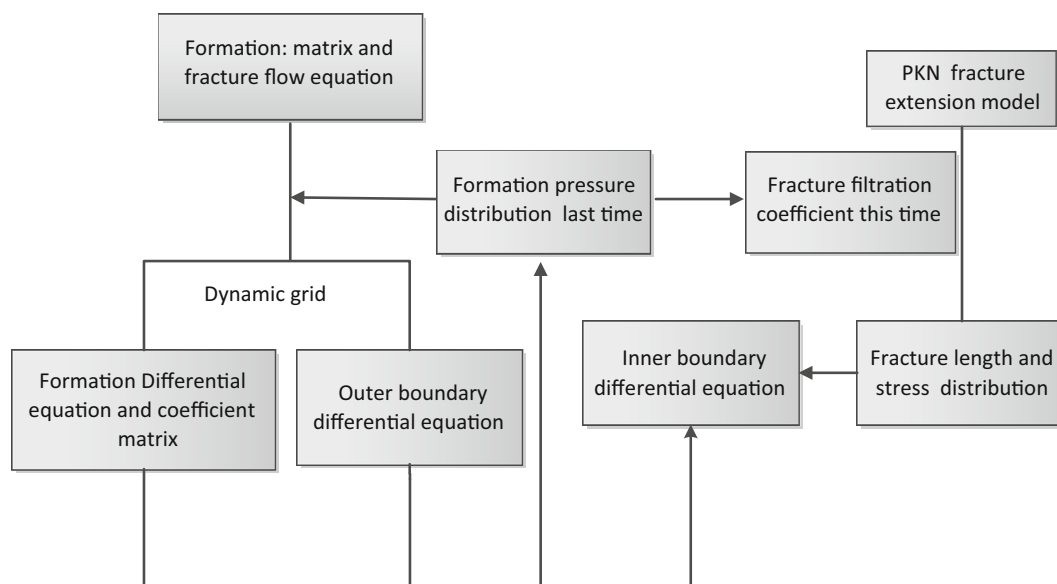 Formation: matrix and
fracture flow equation
PKN fracture
extension model
Formation pressure
distribution last time
Fracture filtration
coefficient this time
Dynamic grid
Formation Differential
equation and coefficient
matrix
Outer boundary
differential equation
Inner boundary
differential equation
Fracture length and
stress distribution